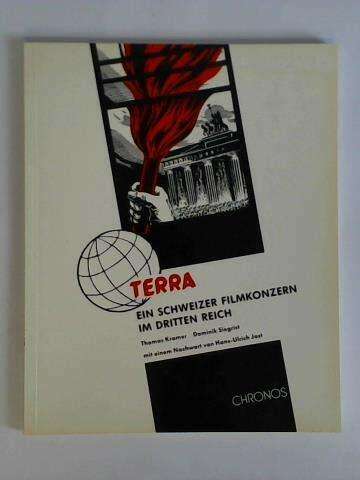 TERRA
EIN SCHWEIZER FILMKONZERN
IM DRITTEN REICH
Thomas Kramer Dominik Siegrist
mit einem Nachwort von Hans-Ulrich Jost
CHRONOS